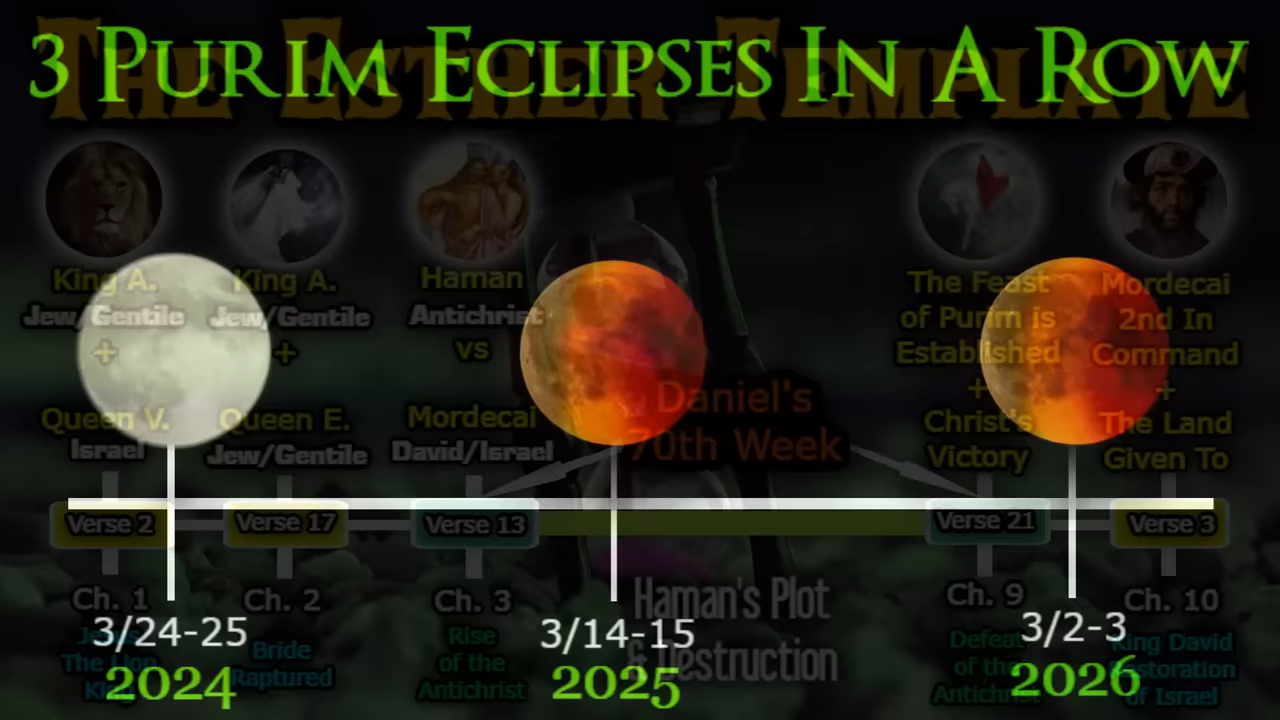 3 Purim Eclipses In A Row
The Esther Template
King A.
Jew/Gentile
+
Queen V.
Israel
Verse 2
Ch. 1
Jesus
The Lion
King
King A.
Jew/Gentile
+
Queen E.
Jew/Gentile
Verse 17
Ch. 2
Bride
Raptured
Haman
Antichrist
vs
Mordecai
David/Israel
Verse 13
Ch. 3
Rise
of the
Antichrist
Daniel's
70th Week
Haman's Plot
& Destruction
The Feast
of Purim is
Established
+
Christ's
Victory
Verse 21
Ch. 9
Defeat
of the
Antichrist
Mordecai
2nd In
Command
+
The Land
Given To
Verse 3
Ch. 10
King David
Restoration
of Israel
3/24-25
2024
3/14-15
2025
3/2-3
2026